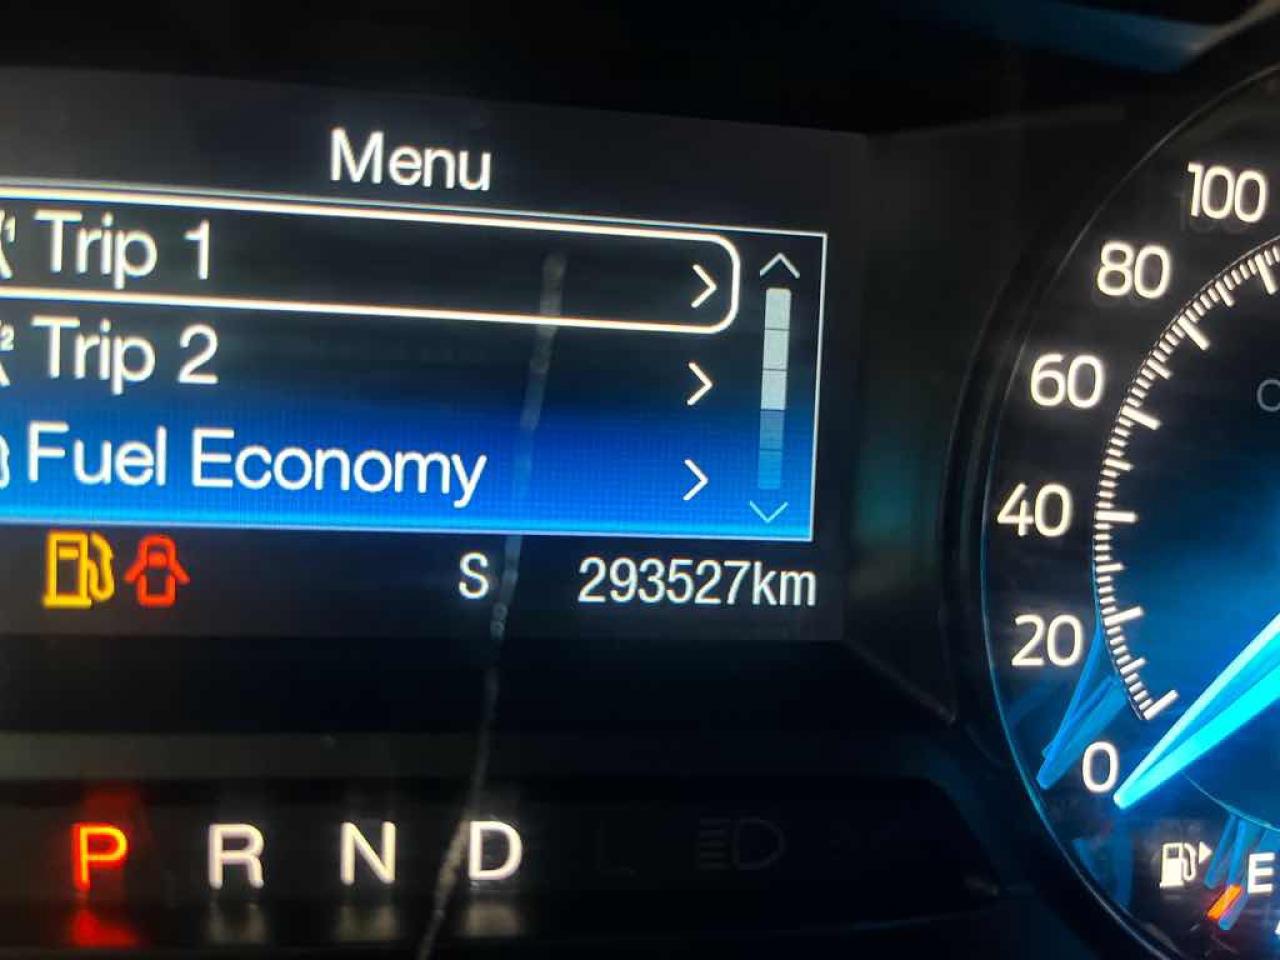 Menu
Trip 1
Trip 2
Fuel Economy
S 293527km
P R N D
100
80
60
40
20
0
E